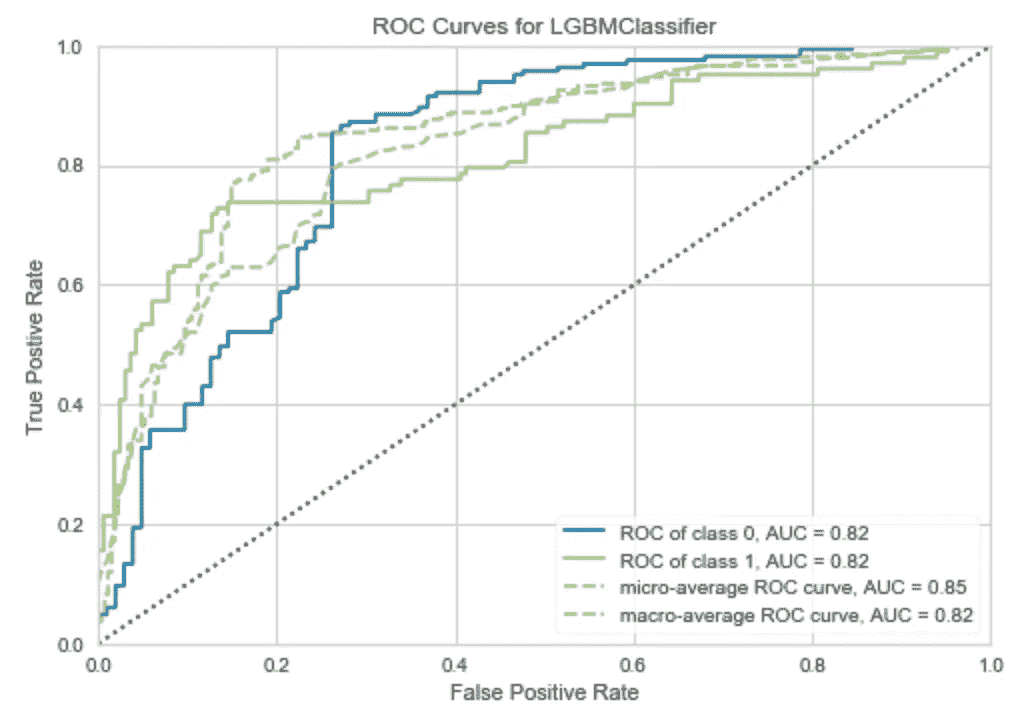 ROC Curves for LGBMClassifier
1.0
0.8
0.6
0.4
0.2
0.0
True Postive Rate
0.0 0.2 0.4 0.6 0.8 1.0
False Positive Rate
ROC of class 0, AUC = 0.82
ROC of class 1, AUC = 0.82
micro-average ROC curve, AUC = 0.85
macro-average ROC curve, AUC = 0.82